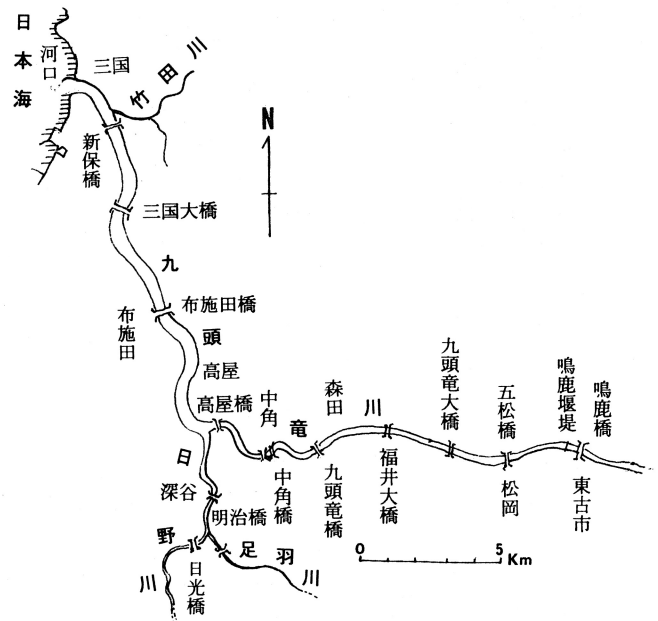 日本海
河口
三国
竹田川
新保橋
N
三国大橋
九頭竜川
布施田
布施田橋
高屋
高屋橋
中角
中角橋
森田
九頭竜橋
福井大橋
九頭竜大橋
五松橋
松岡
鳴鹿堰堤
鳴鹿橋
東古市
日野川
深谷
明治橋
日光橋
足羽川
0 5 Km